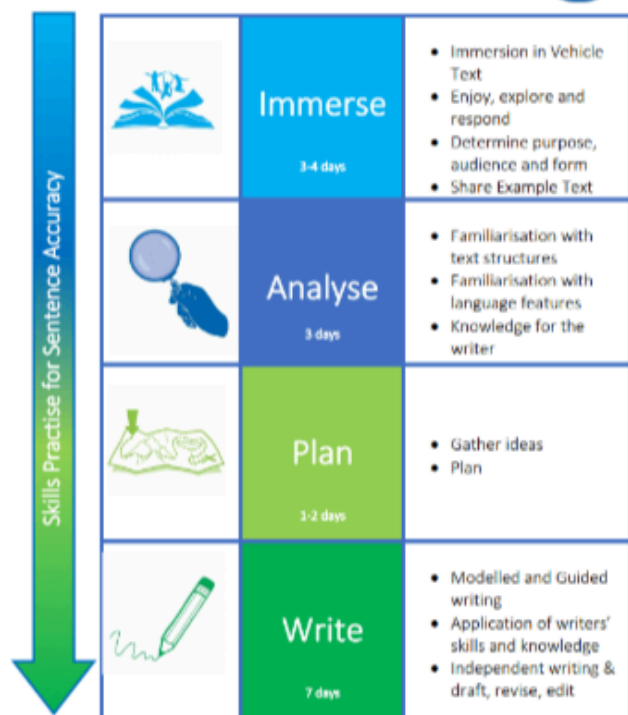 Skills Practise for Sentence Accuracy
Immerse
3-4 days
• Immersion in Vehicle
Text
• Enjoy, explore and
respond
• Determine purpose,
audience and form
• Share Example Text
Analyse
3 days
• Familiarisation with
text structures
• Familiarisation with
language features
• Knowledge for the
writer
Plan
1-2 days
• Gather ideas
• Plan
Write
7 days
• Modelled and Guided
writing
• Application of writers'
skills and knowledge
• Independent writing &
draft, revise, edit